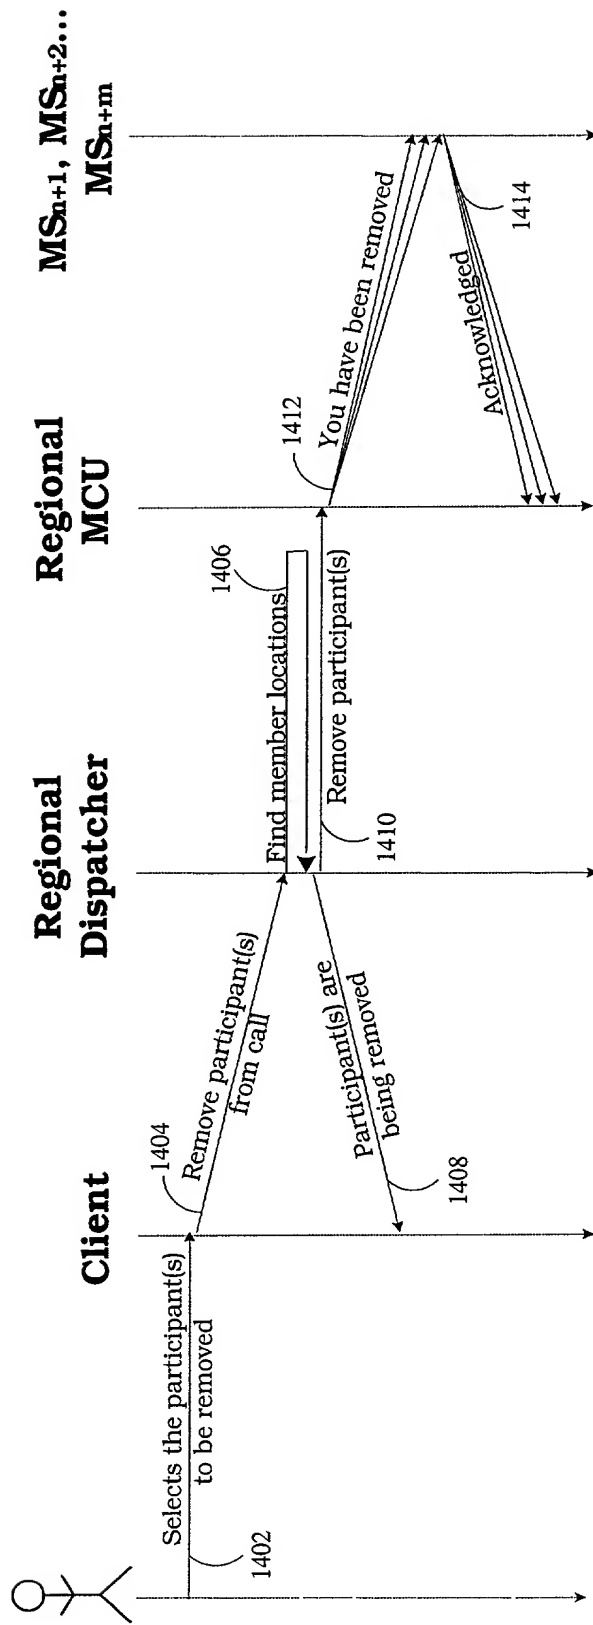 Client
Regional
Dispatcher
Regional
MCU
MSn+1, MSn+2...
MSn+m
Selects the participant(s)
to be removed
1402
1404
Remove participant(s)
from call
Find member locations
1406
Participant(s) are
being removed
1408
Remove participant(s)
1410
1412
You have been removed
Acknowledged
1414